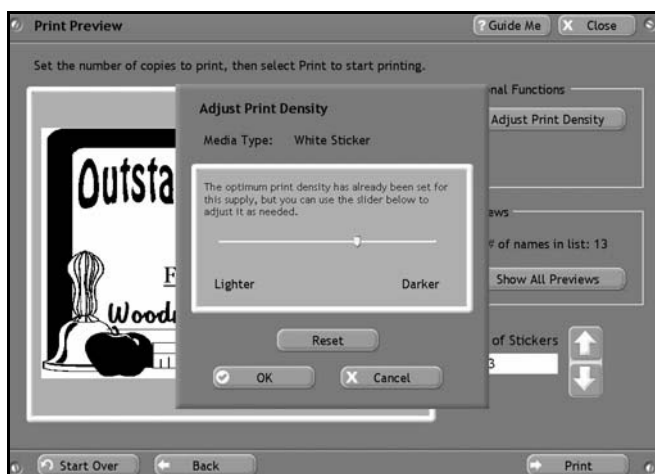 Print Preview
Guide Me
Close
Set the number of copies to print, then select Print to start printing.
nal Functions
Adjust Print Density
Adjust Print Density
Media Type: White Sticker
The optimum print density has already been set for
this supply, but you can use the slider below to
adjust it as needed.
Lighter
Darker
Reset
OK
Cancel
Outsta
F
Woodr
ews
# of names in list: 13
Show All Previews
of Stickers
3
Start Over
Back
Print